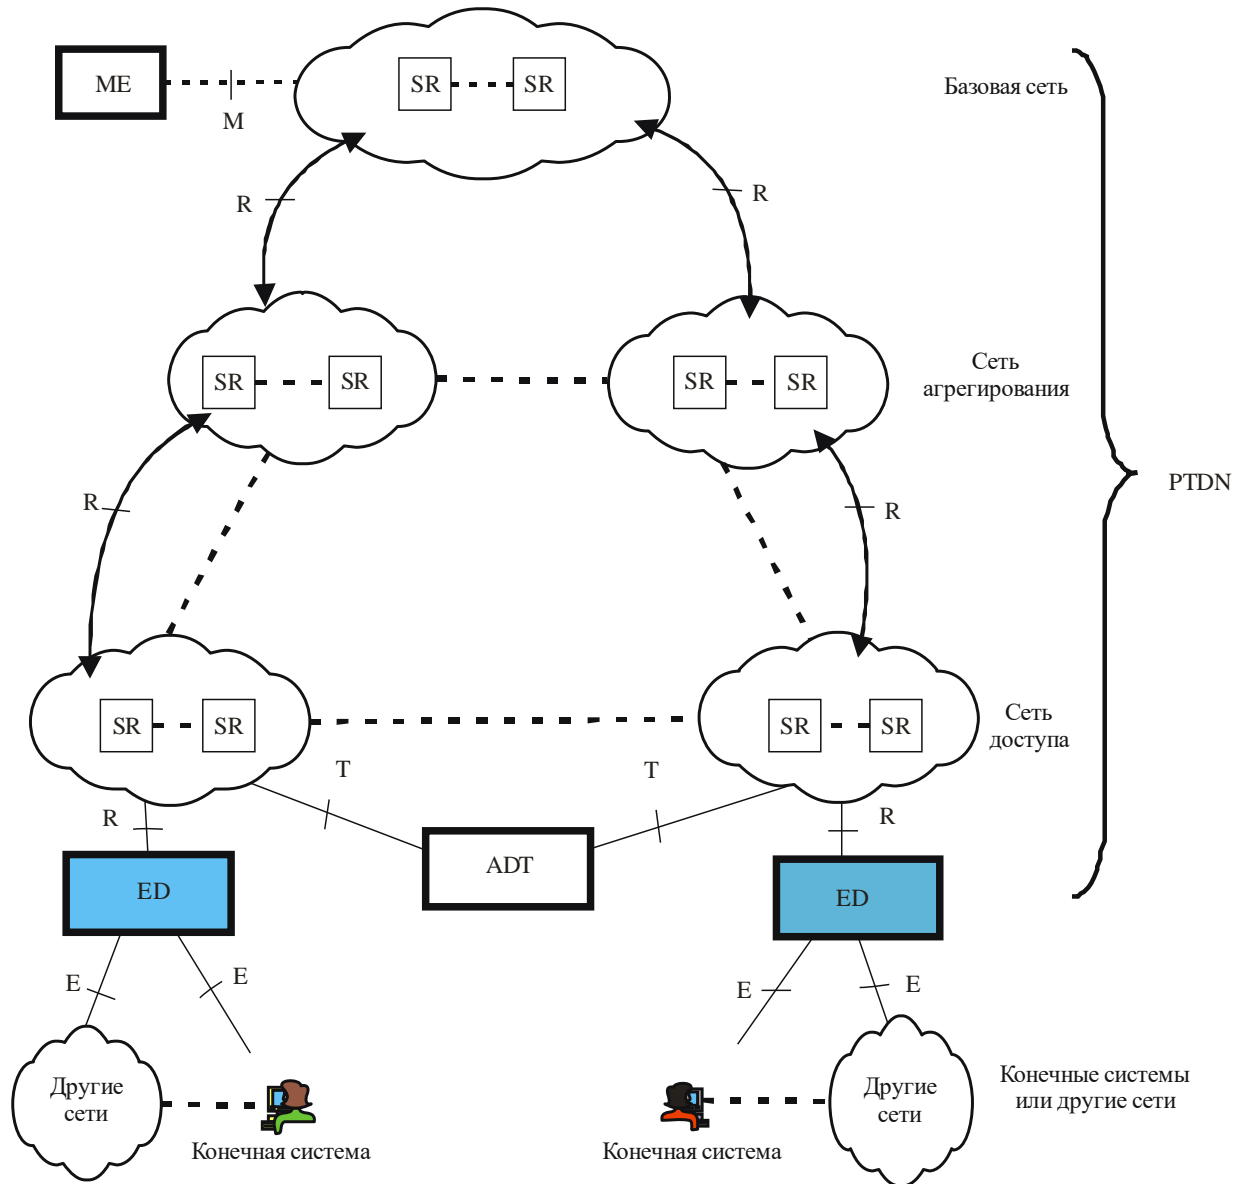 ME
M
SR
SR
Базовая сеть
R
R
SR
SR
SR
SR
Сеть
агрегирования
R
R
PTDN
SR
SR
SR
SR
Сеть
доступа
T
T
R
R
ED
ADT
ED
E
E
E
E
Другие
сети
Другие
сети
Конечные системы
или другие сети
Конечная система
Конечная система